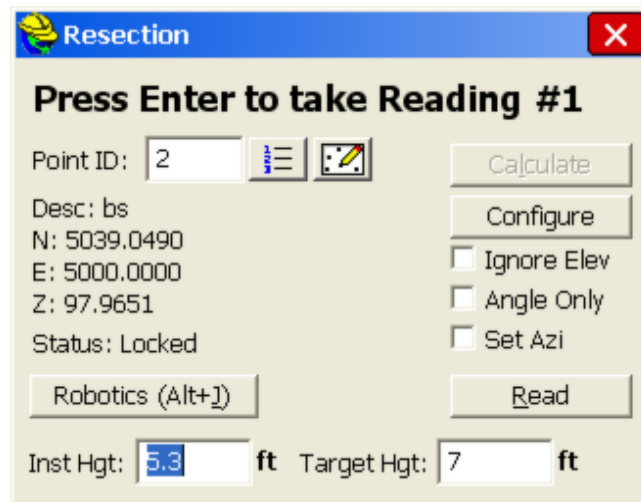 Resection
Press Enter to take Reading #1
Point ID: 2
Calculate
Desc: bs
Configure
N: 5039.0490
Ignore Elev
E: 5000.0000
Angle Only
Z: 97.9651
Set Azi
Status: Locked
Robotics (Alt+J)
Read
Inst Hgt: 5.3 ft Target Hgt: 7 ft